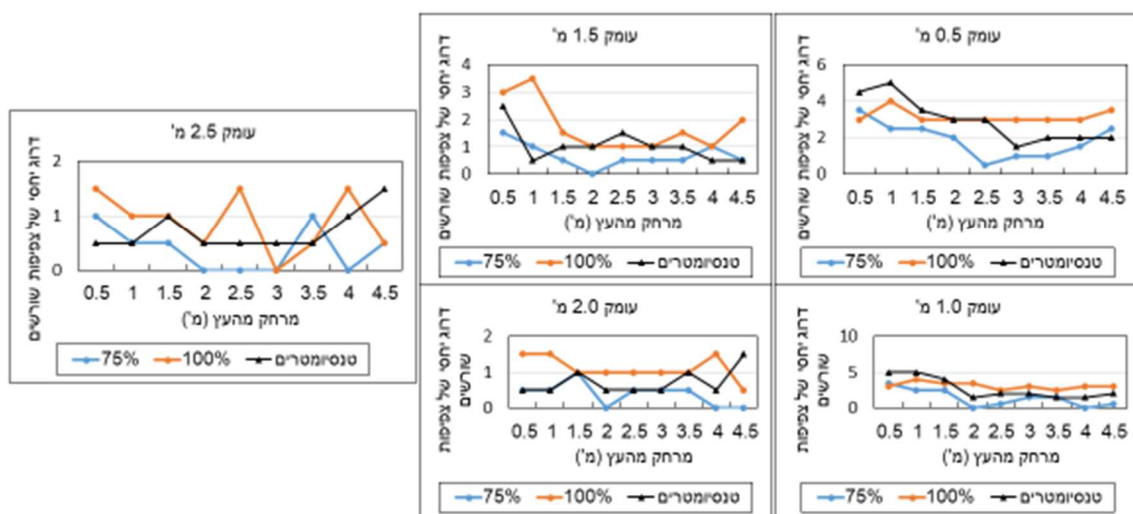 עומק 0.5 מ'
דרוג יחסי של צפיפות
שורשים
6
4
2
0
0.5 1 1.5 2 2.5 3 3.5 4 4.5
מרחק מהעץ (מ')
75% 100% טנסיומטרים
עומק 1.5 מ'
דרוג יחסי של צפיפות
שורשים
4
3
2
1
0
0.5 1 1.5 2 2.5 3 3.5 4 4.5
מרחק מהעץ (מ')
75% 100% טנסיומטרים
עומק 2.5 מ'
דרוג יחסי של צפיפות שורשים
2
1
0
0.5 1 1.5 2 2.5 3 3.5 4 4.5
מרחק מהעץ (מ')
75% 100% טנסיומטרים
עומק 1.0 מ'
דרוג יחסי של צפיפות
שורשים
10
5
0
0.5 1 1.5 2 2.5 3 3.5 4 4.5
מרחק מהעץ (מ')
75% 100% טנסיומטרים
עומק 2.0 מ'
דרוג יחסי של צפיפות
שורשים
2
1
0
0.5 1 1.5 2 2.5 3 3.5 4 4.5
מרחק מהעץ (מ')
75% 100% טנסיומטרים